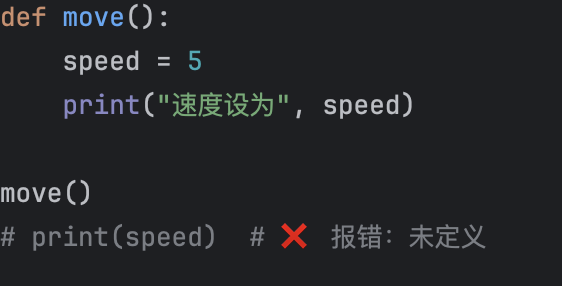 def move():
    speed = 5
    print("速度设为", speed)

move()
# print(speed)  # ❌ 报错：未定义